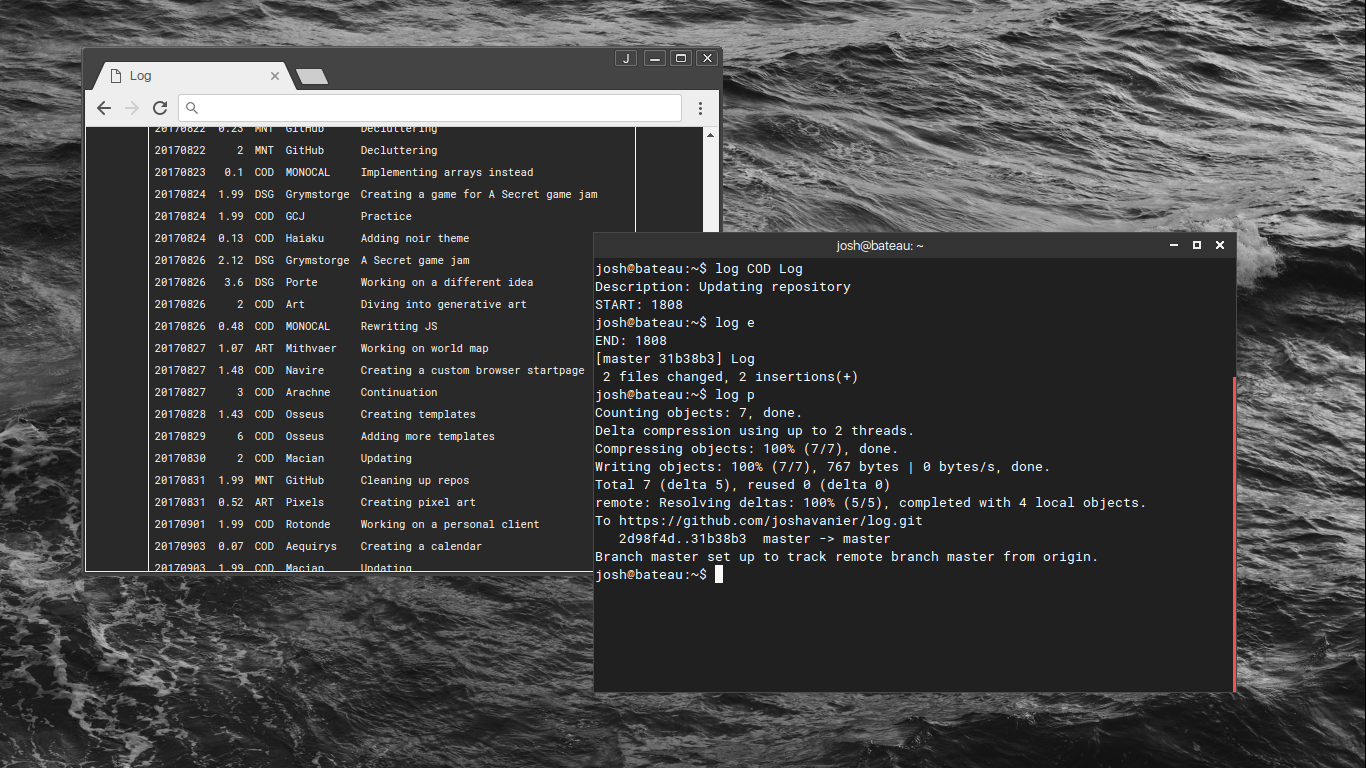 J
Log
20170822 0.23 MNT GitHub Decluttering
20170822 2 MNT GitHub Decluttering
20170823 0.1 COD MONOCAL Implementing arrays instead
20170824 1.99 DSG Grymstorge Creating a game for A Secret game jam
20170824 1.99 COD GCJ Practice
20170824 0.13 COD Haiaku Adding noir theme
20170826 2.12 DSG Grymstorge A Secret game jam
20170826 3.6 DSG Porte Working on a different idea
20170826 2 COD Art Diving into generative art
20170826 0.48 COD MONOCAL Rewriting JS
20170827 1.07 ART Mithvaer Working on world map
20170827 1.48 COD Navire Creating a custom browser startpage
20170827 3 COD Arachne Continuation
20170828 1.43 COD Osseus Creating templates
20170829 6 COD Osseus Adding more templates
20170830 2 COD Macian Updating
20170831 1.99 MNT GitHub Cleaning up repos
20170831 0.52 ART Pixels Creating pixel art
20170901 1.99 COD Rotonde Working on a personal client
20170903 0.07 COD Aequirys Creating a calendar
20170903 1.99 COD Macian Updating
josh@bateau: ~
josh@bateau:~$ log COD Log
Description: Updating repository
START: 1808
josh@bateau:~$ log e
END: 1808
[master 31b38b3] Log
2 files changed, 2 insertions(+)
josh@bateau:~$ log p
Counting objects: 7, done.
Delta compression using up to 2 threads.
Compressing objects: 100% (7/7), done.
Writing objects: 100% (7/7), 767 bytes | 0 bytes/s, done.
Total 7 (delta 5), reused 0 (delta 0)
remote: Resolving deltas: 100% (5/5), completed with 4 local objects.
To https://github.com/joshavanier/log.git
2d98f4d..31b38b3 master -> master
Branch master set up to track remote branch master from origin.
josh@bateau:~$